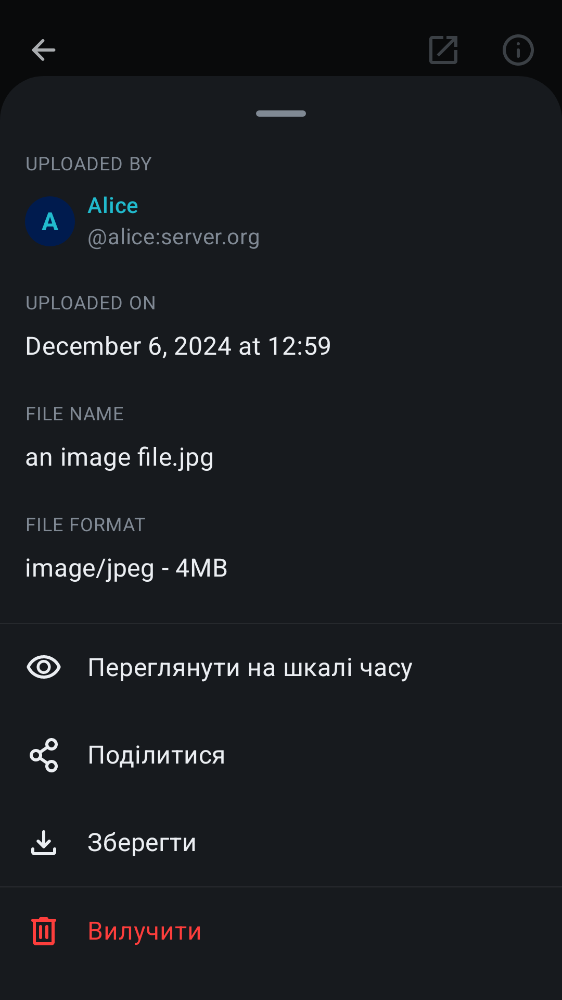 UPLOADED BY
A
Alice
@alice:server.org
UPLOADED ON
December 6, 2024 at 12:59
FILE NAME
an image file.jpg
FILE FORMAT
image/jpeg - 4MB
Переглянути на шкалі часу
Поділитися
Зберегти
Вилучити